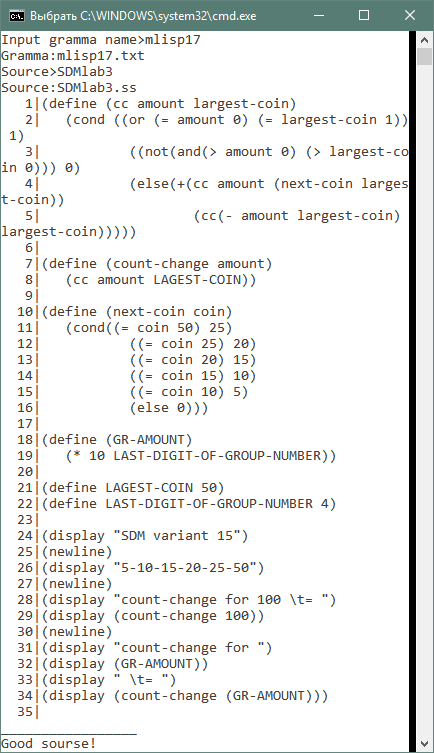 Выбрать C:\WINDOWS\system32\cmd.exe
Input gramma name>mlisp17
Gramma:mlisp17.txt
Source>SDMlab3
Source:SDMlab3.ss
   1|(define (cc amount largest-coin)
   2|   (cond ((or (= amount 0) (= largest-coin 1))
 1)
   3|           ((not(and(> amount 0) (> largest-co
in 0))) 0)
   4|           (else(+(cc amount (next-coin larges
t-coin))
   5|                   (cc(- amount largest-coin)
largest-coin)))))
   6|
   7|(define (count-change amount)
   8|   (cc amount LAGEST-COIN))
   9|
  10|(define (next-coin coin)
  11|   (cond((= coin 50) 25)
  12|           ((= coin 25) 20)
  13|           ((= coin 20) 15)
  14|           ((= coin 15) 10)
  15|           ((= coin 10) 5)
  16|           (else 0)))
  17|
  18|(define (GR-AMOUNT)
  19|   (* 10 LAST-DIGIT-OF-GROUP-NUMBER))
  20|
  21|(define LAGEST-COIN 50)
  22|(define LAST-DIGIT-OF-GROUP-NUMBER 4)
  23|
  24|(display "SDM variant 15")
  25|(newline)
  26|(display "5-10-15-20-25-50")
  27|(newline)
  28|(display "count-change for 100 \t= ")
  29|(display (count-change 100))
  30|(newline)
  31|(display "count-change for ")
  32|(display (GR-AMOUNT))
  33|(display " \t= ")
  34|(display (count-change (GR-AMOUNT)))
  35|
_________________
Good sourse!